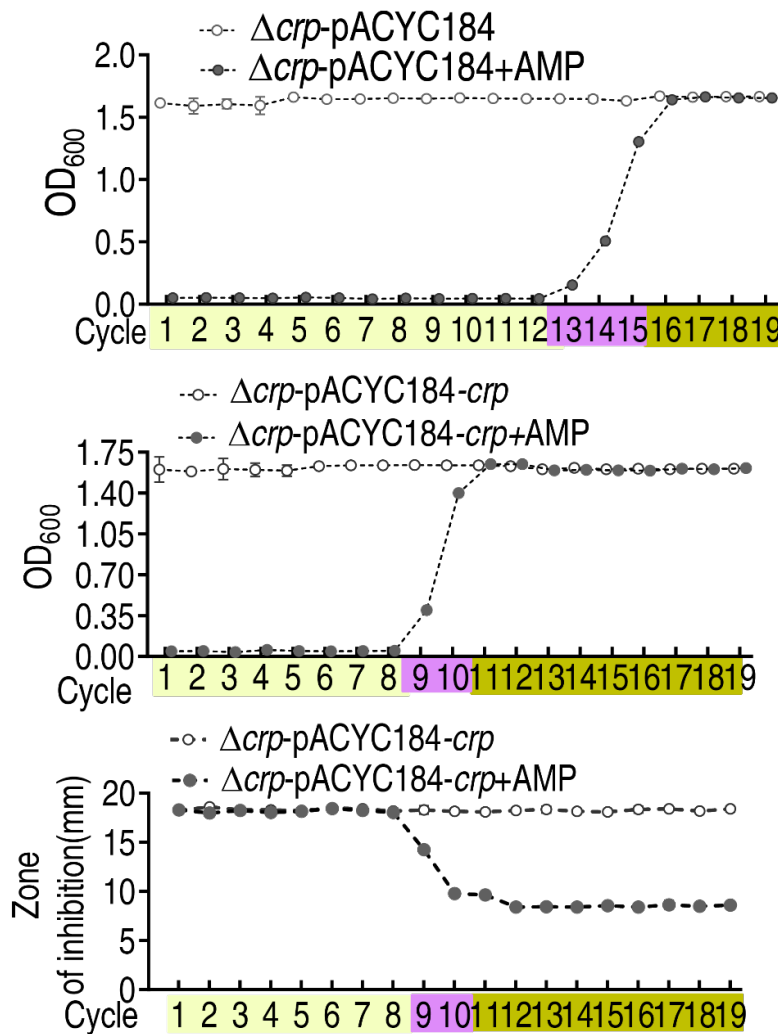 Δcrp-pACYC184
Δcrp-pACYC184+AMP
2.0
1.5
1.0
0.5
0.0
OD600
Cycle 1 2 3 4 5 6 7 8 9 10 11 12 13 14 15 16 17 18 19
Δcrp-pACYC184-crp
Δcrp-pACYC184-crp+AMP
1.75
1.40
1.05
0.70
0.35
0.00
OD600
Cycle 1 2 3 4 5 6 7 8 9 10 11 12 13 14 15 16 17 18 19
Δcrp-pACYC184-crp
Δcrp-pACYC184-crp+AMP
20
15
10
5
0
Zone
of inhibition(mm)
Cycle 1 2 3 4 5 6 7 8 9 10 11 12 13 14 15 16 17 18 19